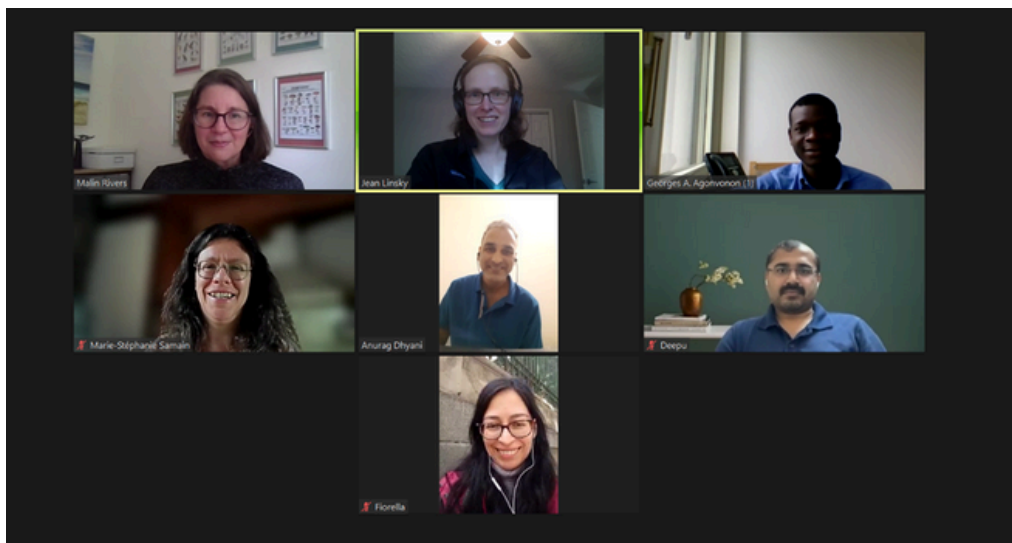 Malin Rivers
Jean Linsky
Georges A. Agonvonon (1)
Marie-Stéphanie Samain
Anurag Dhyani
Deepu
Fiorella